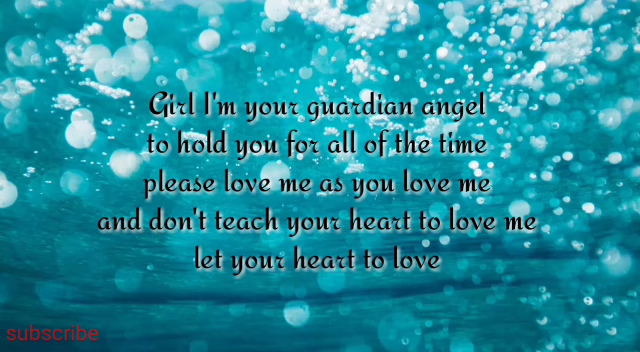 Girl I'm your guardian angel
to hold you for all of the time
please love me as you love me
and don't teach your heart to love me
let your heart to love
subscribe